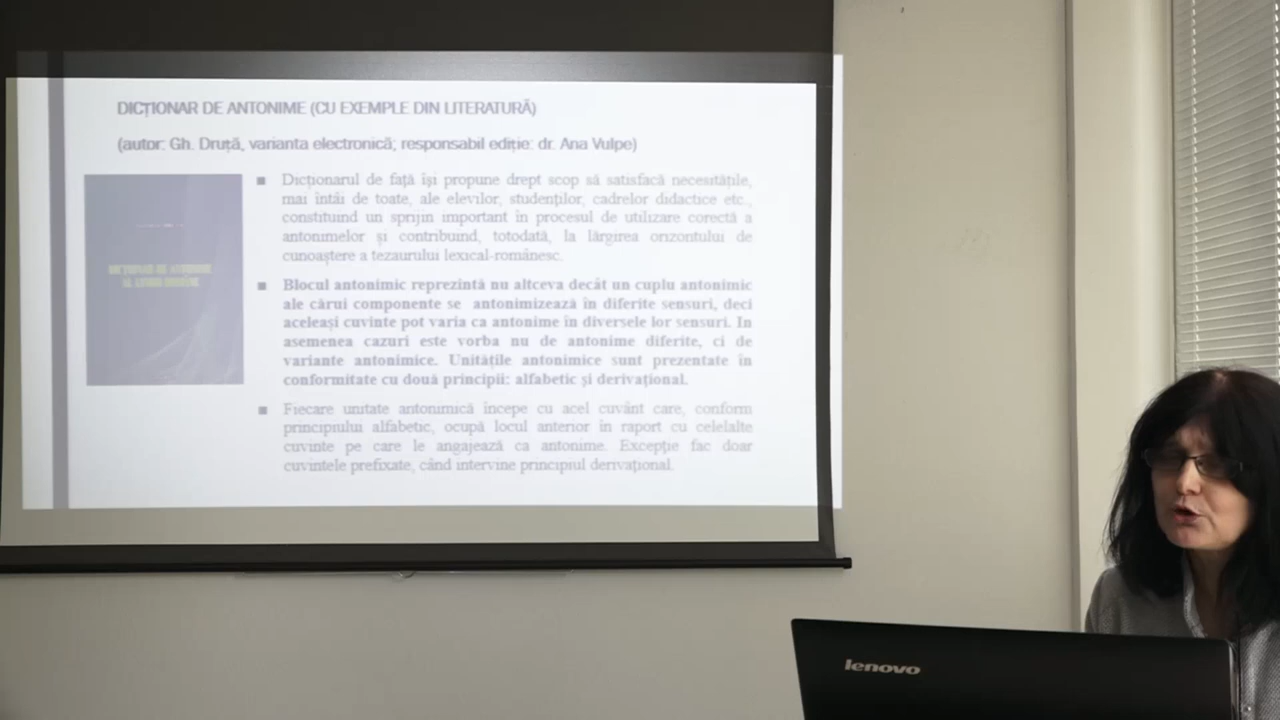 DICȚIONAR DE ANTONIME (CU EXEMPLE DIN LITERATURĂ)
(autor: Gh. Druță, varianta electronică; responsabil ediție: dr. Ana Vulpe)
DICȚIONAR DE ANTONIME
AL LIMBII ROMÂNE
Dicționarul de față își propune drept scop să satisfacă necesitățile,
mai întâi de toate, ale elevilor, studenților, cadrelor didactice etc.,
constituind un sprijin important în procesul de utilizare corectă a
antonimelor și contribuind, totodată, la lărgirea orizontului de
cunoaștere a tezaurului lexical-românesc.
Blocul antonimic reprezintă nu altceva decât un cuplu antonimic
ale cărui componente se antonimizează în diferite sensuri, deci
aceleași cuvinte pot varia ca antonime în diversele lor sensuri. In
asemenea cazuri este vorba nu de antonime diferite, ci de
variante antonimice. Unitățile antonimice sunt prezentate în
conformitate cu două principii: alfabetic și derivațional.
Fiecare unitate antonimică începe cu acel cuvânt care, conform
principiului alfabetic, ocupă locul anterior în raport cu celelalte
cuvinte pe care le angajează ca antonime. Excepție fac doar
cuvintele prefixate, când intervine principiul derivațional.
lenovo